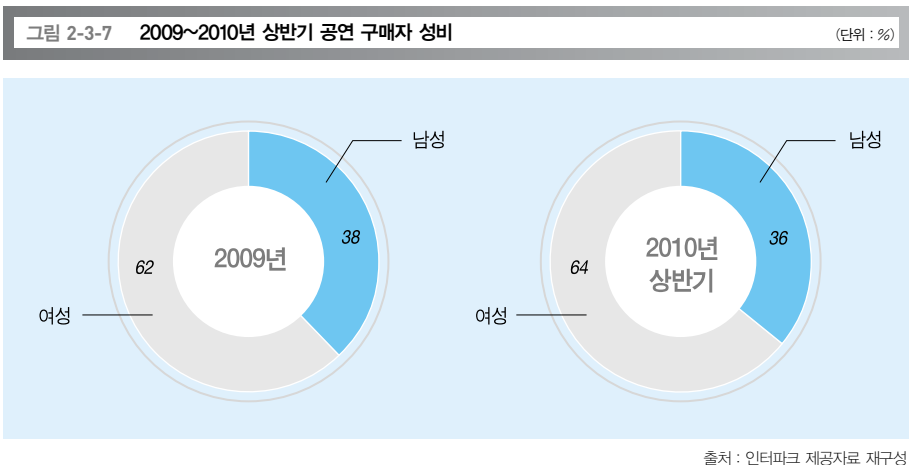 그림 2-3-7 2009~2010년 상반기 공연 구매자 성비 (단위 : %)
남성
38
62
2009년
여성
남성
36
64
2010년
상반기
여성
출처 : 인터파크 제공자료 재구성